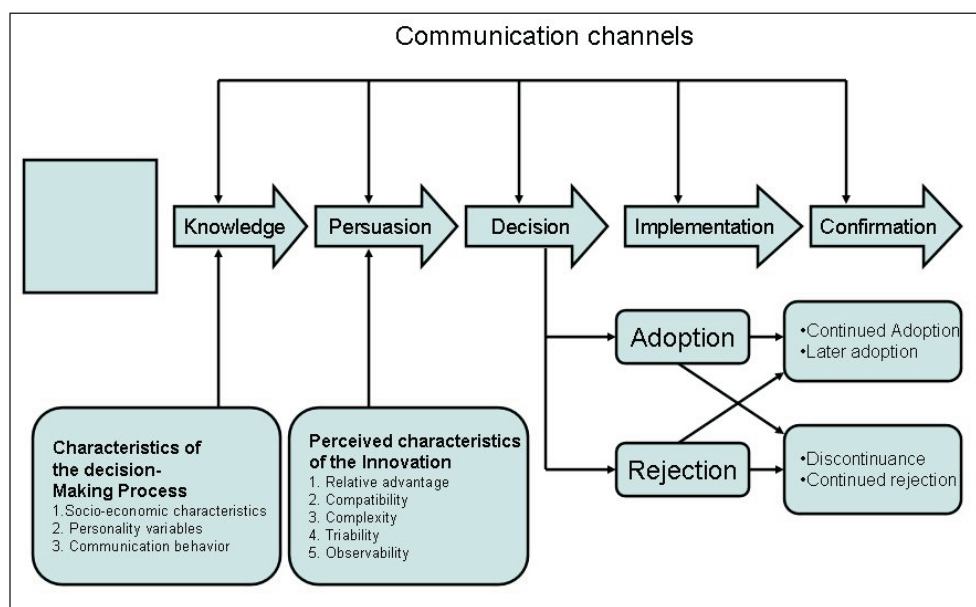 Communication channels
Knowledge
Persuasion
Decision
Implementation
Confirmation
Adoption
•Continued Adoption
•Later adoption
Rejection
•Discontinuance
•Continued rejection
Characteristics of
the decision-
Making Process
1.Socio-economic characteristics
2. Personality variables
3. Communication behavior
Perceived characteristics
of the Innovation
1. Relative advantage
2. Compatibility
3. Complexity
4. Triability
5. Observability